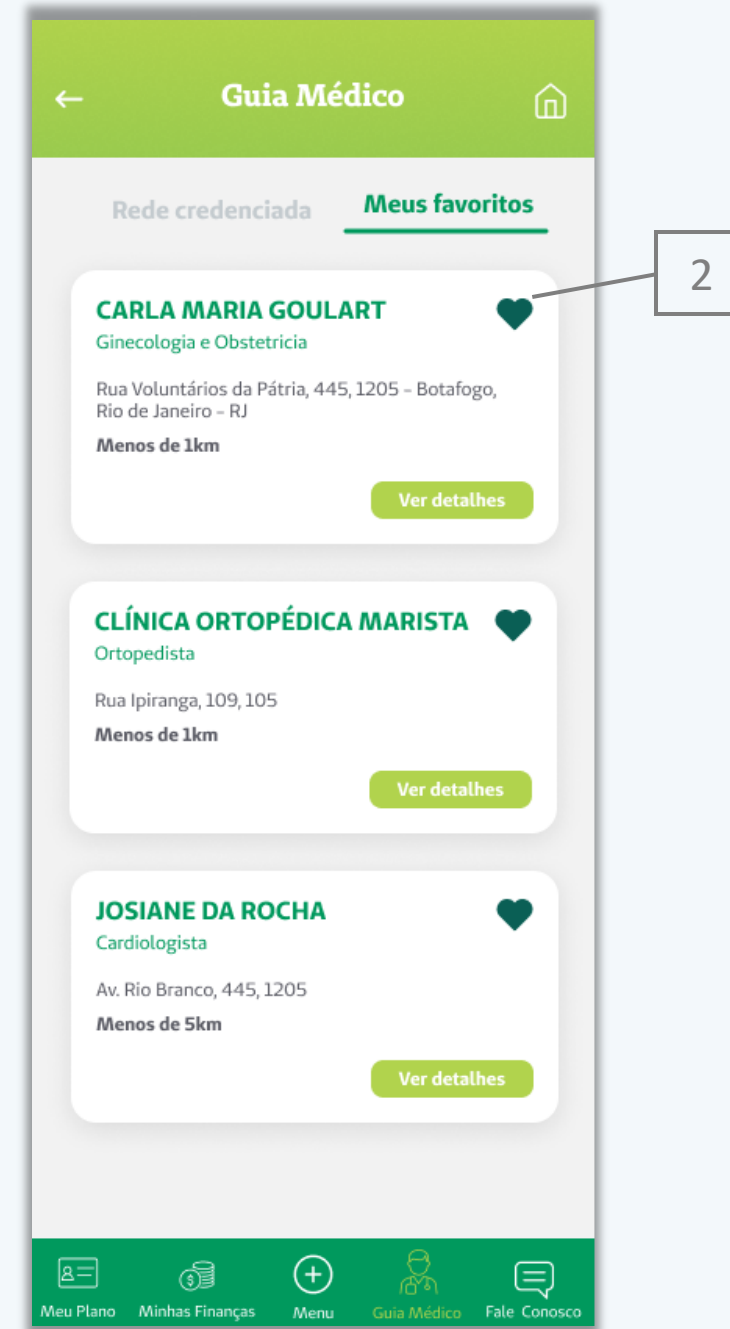 Guia Médico
Rede credenciada
Meus favoritos
2
CARLA MARIA GOULART
Ginecologia e Obstetricia
Rua Voluntários da Pátria, 445, 1205 – Botafogo,
Rio de Janeiro – RJ
Menos de 1km
Ver detalhes
CLÍNICA ORTOPÉDICA MARISTA
Ortopedista
Rua Ipiranga, 109, 105
Menos de 1km
Ver detalhes
JOSIANE DA ROCHA
Cardiologista
Av. Rio Branco, 445, 1205
Menos de 5km
Ver detalhes
Meu Plano
Minhas Finanças
Menu
Guia Médico
Fale Conosco